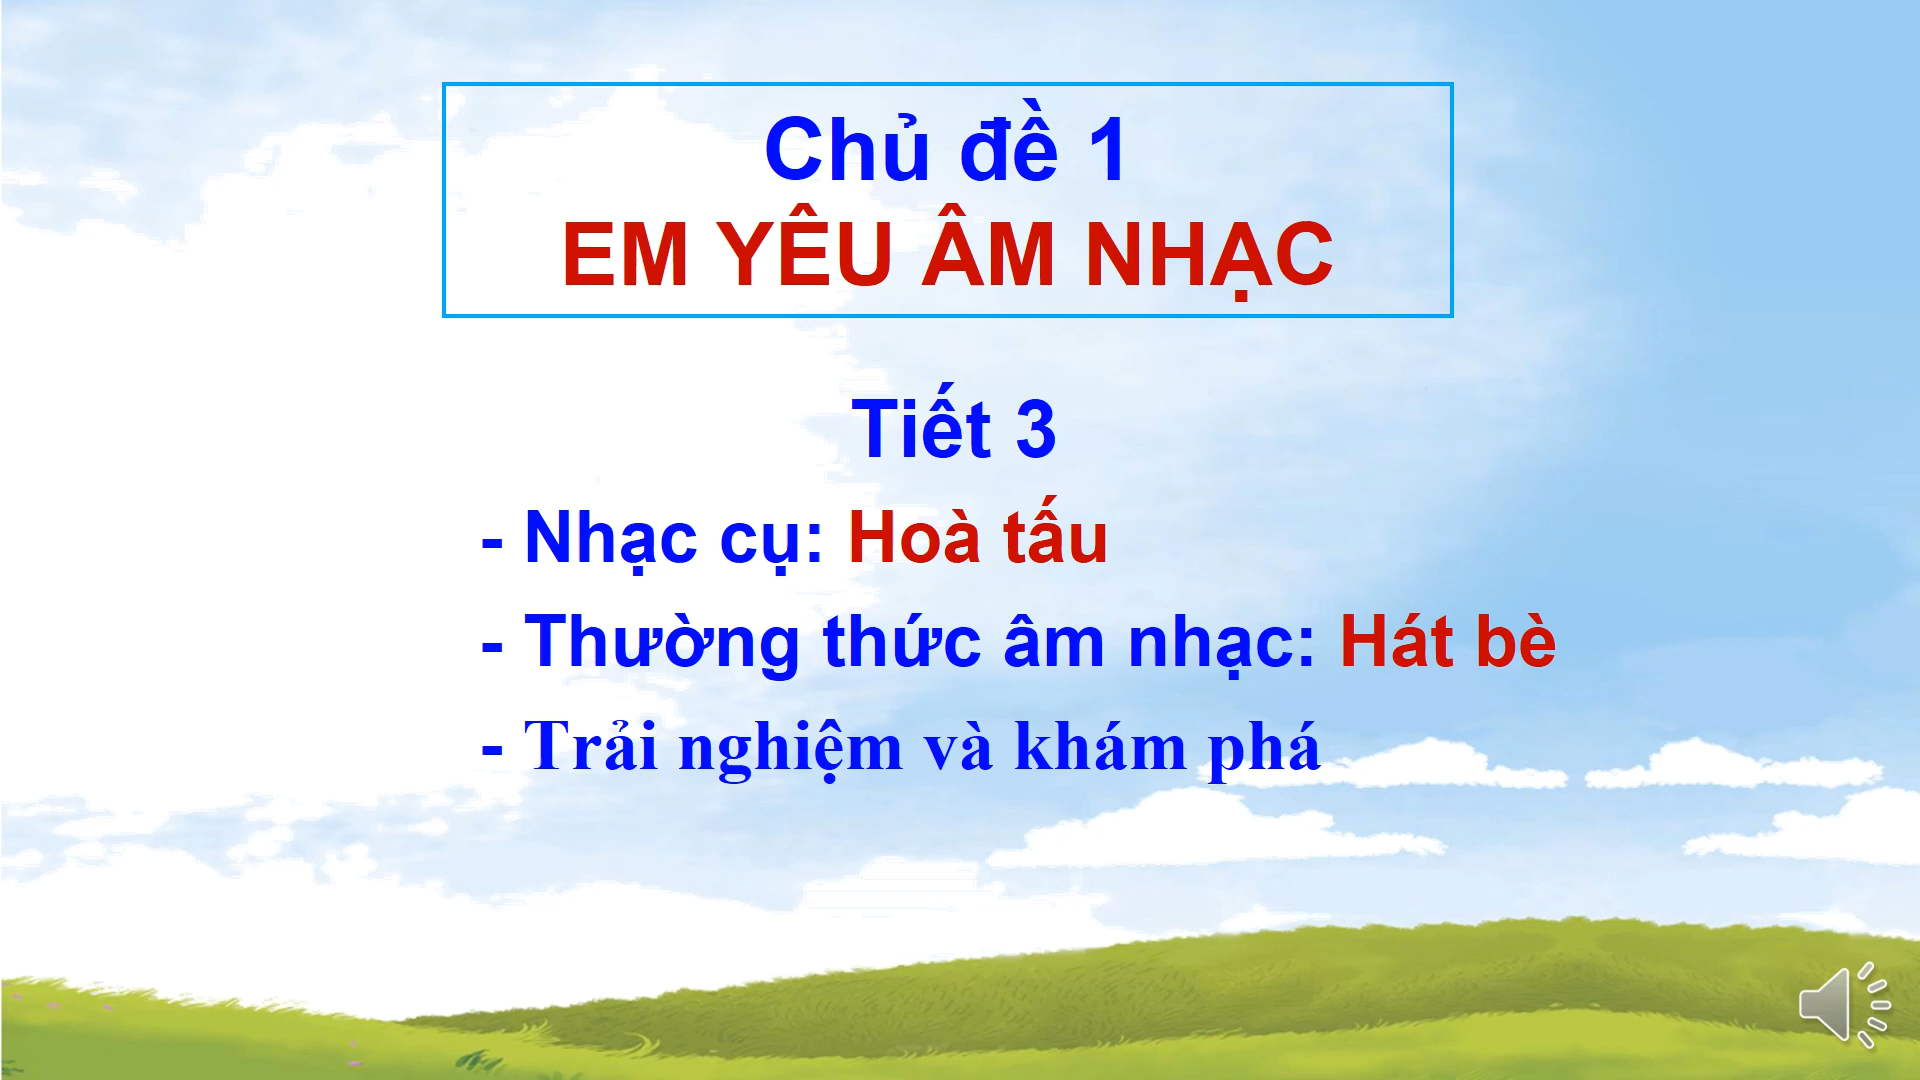 Chủ đề 1
EM YÊU ÂM NHẠC
Tiết 3
- Nhạc cụ: Hoà tấu
- Thường thức âm nhạc: Hát bè
- Trải nghiệm và khám phá